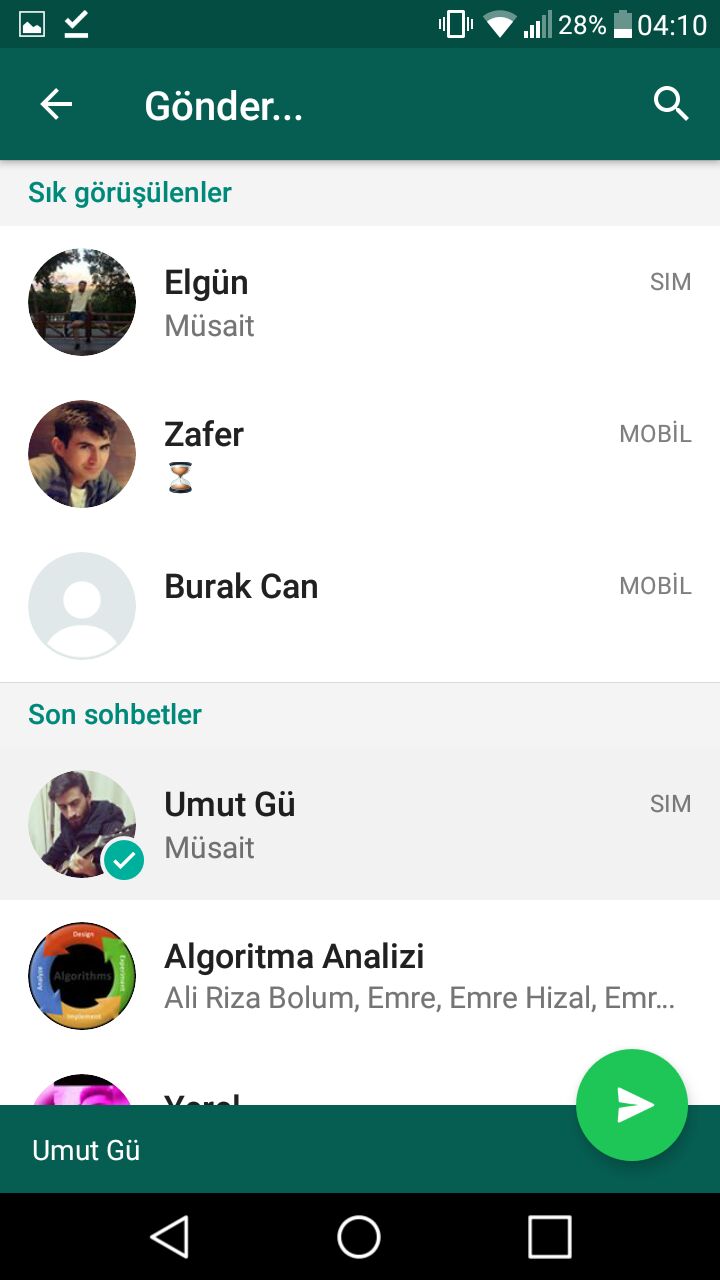 28% 04:10
Gönder...
Sık görüşülenler
Elgün SIM
Müsait
Zafer MOBİL
Burak Can MOBİL
Son sohbetler
Umut Gü SIM
Müsait
Design
Analyze Algorithms Experiment
Implement
Algoritma Analizi
Ali Riza Bolum, Emre, Emre Hizal, Emr...
Umut Gü